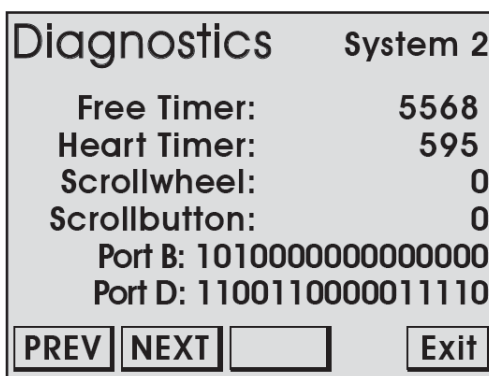 Diagnostics System 2
Free Timer: 5568
Heart Timer: 595
Scrollwheel: 0
Scrollbutton: 0
Port B: 1010000000000000
Port D: 1100110000011110
PREV NEXT Exit